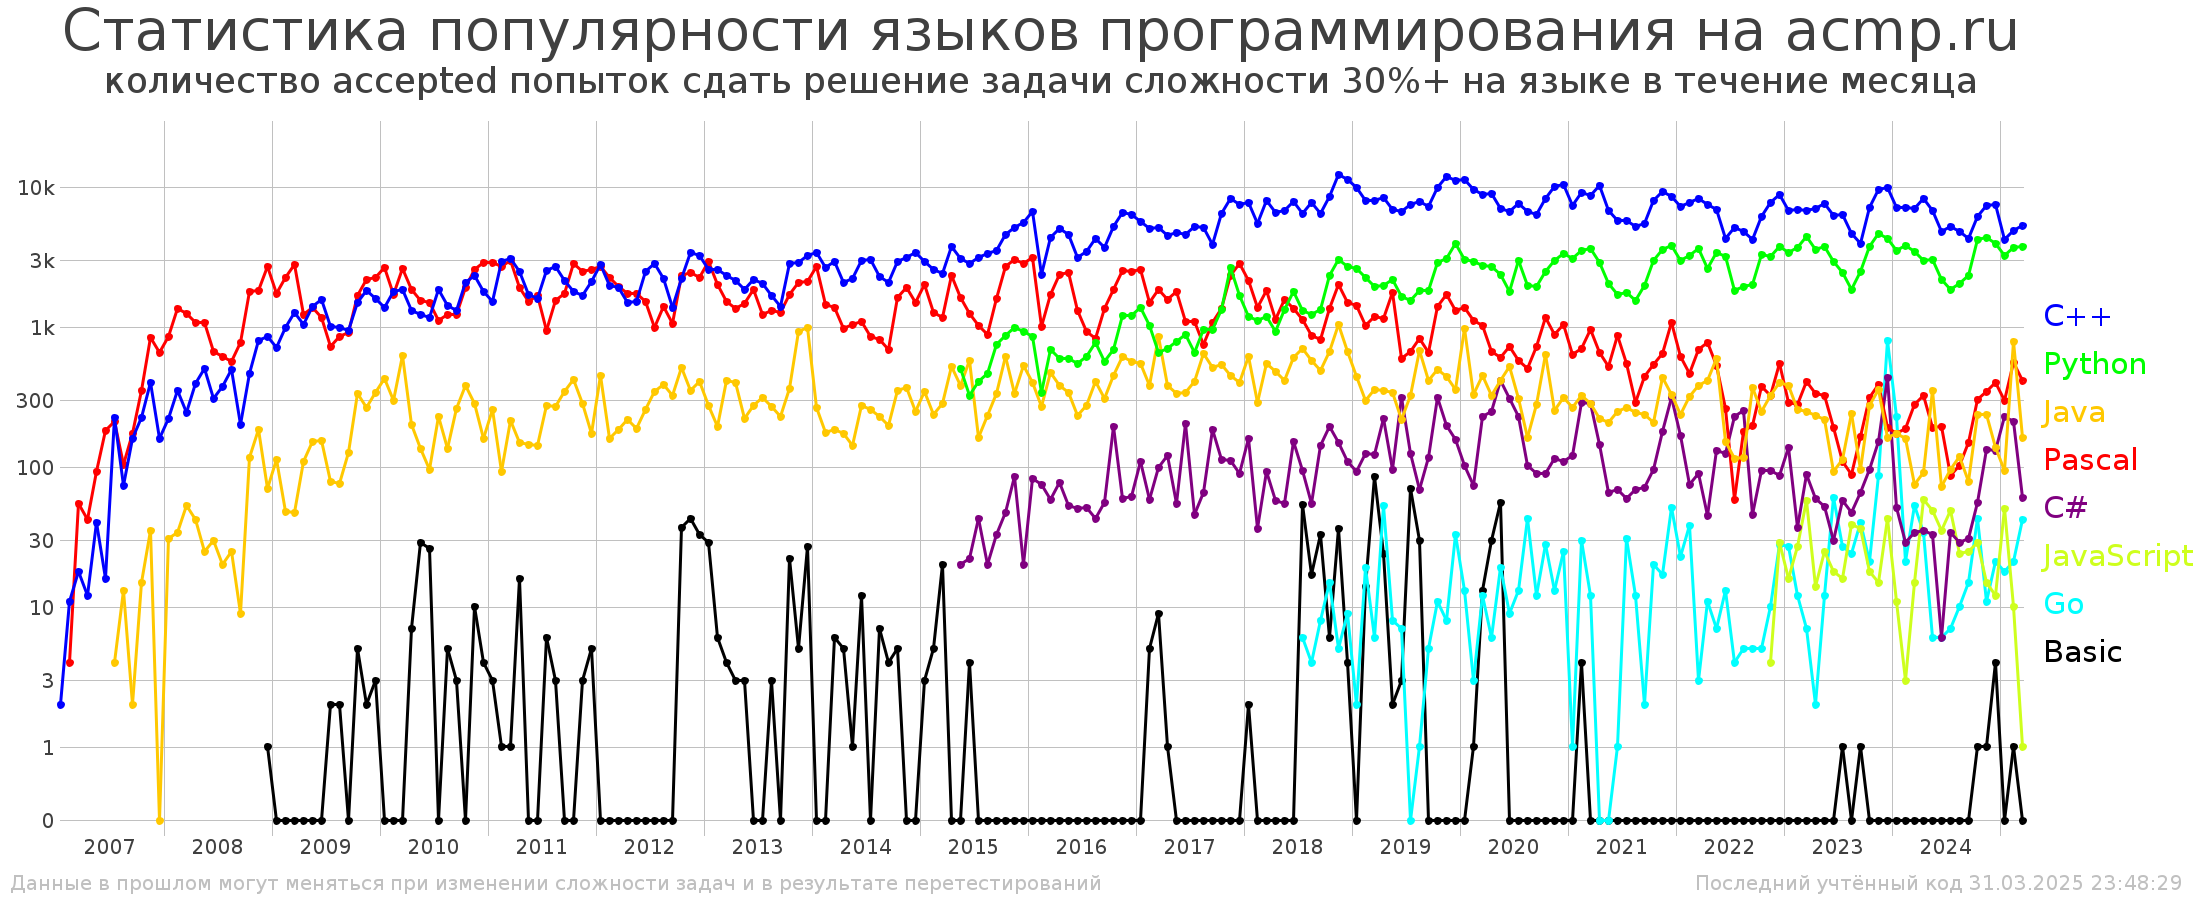 Статистика популярности языков программирования на acmp.ru
количество accepted попыток сдать решение задачи сложности 30%+ на языке в течение месяца
10k
3k
1k
300
100
30
10
3
1
0
C++
Python
Java
Pascal
C#
JavaScript
Go
Basic
2007 2008 2009 2010 2011 2012 2013 2014 2015 2016 2017 2018 2019 2020 2021 2022 2023 2024
Данные в прошлом могут меняться при изменении сложности задач и в результате перетестирований
Последний учтённый код 31.03.2025 23:48:29